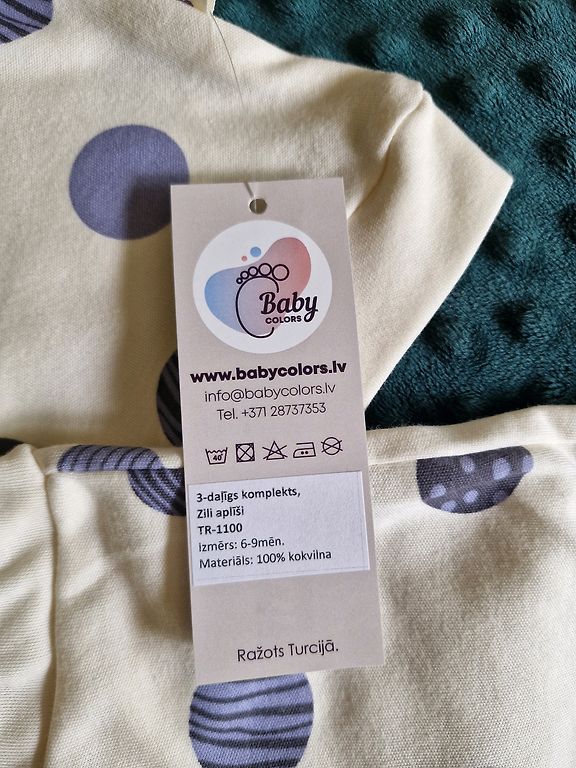 Baby
COLORS
www.babycolors.lv
info@babycolors.lv
Tel. +371 28737353
40
3-daļīgs komplekts,
Zili aplīši
TR-1100
izmērs: 6-9mēn.
Materiāls: 100% kokvilna
Ražots Turcijā.